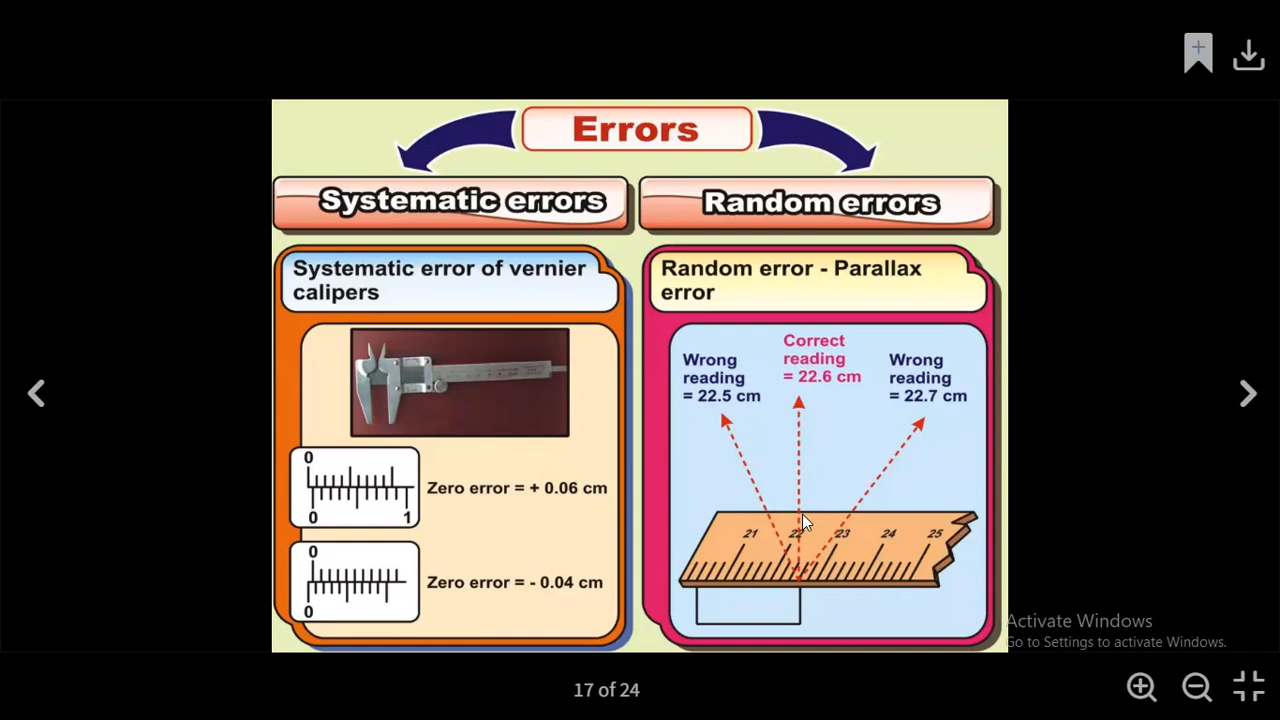 Errors
Systematic errors
Random errors
Systematic error of vernier
calipers
0
0 1
Zero error = + 0.06 cm
0
0
Zero error = - 0.04 cm
Random error - Parallax
error
Wrong
reading
= 22.5 cm
Correct
reading
= 22.6 cm
Wrong
reading
= 22.7 cm
21 22 23 24 25
Activate Windows
Go to Settings to activate Windows.
17 of 24